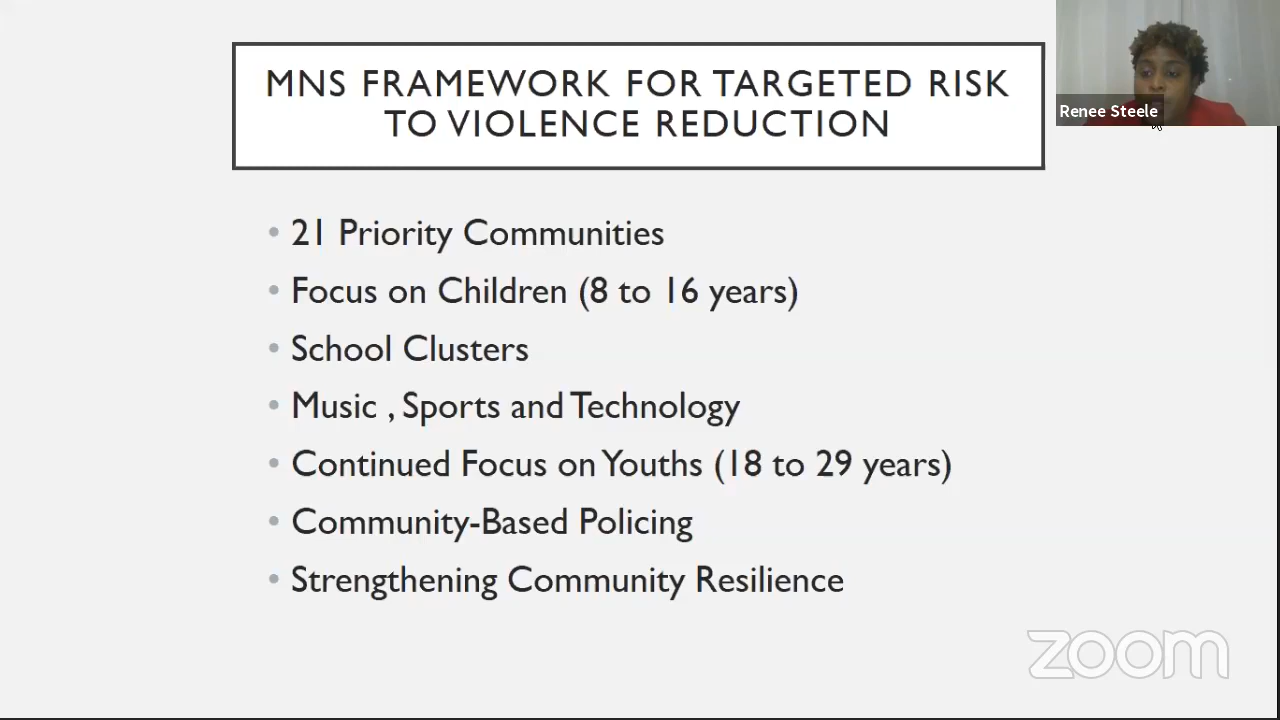 MNS FRAMEWORK FOR TARGETED RISK
TO VIOLENCE REDUCTION
Renee Steele
• 21 Priority Communities
• Focus on Children (8 to 16 years)
• School Clusters
• Music , Sports and Technology
• Continued Focus on Youths (18 to 29 years)
• Community-Based Policing
• Strengthening Community Resilience
zoom